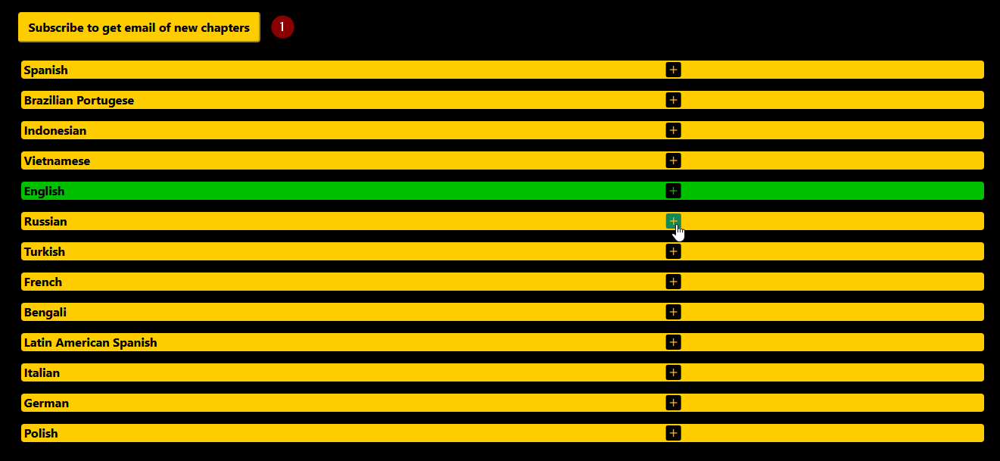 Subscribe to get email of new chapters 1
Spanish +
Brazilian Portugese +
Indonesian +
Vietnamese +
English +
Russian +
Turkish +
French +
Bengali +
Latin American Spanish +
Italian +
German +
Polish +